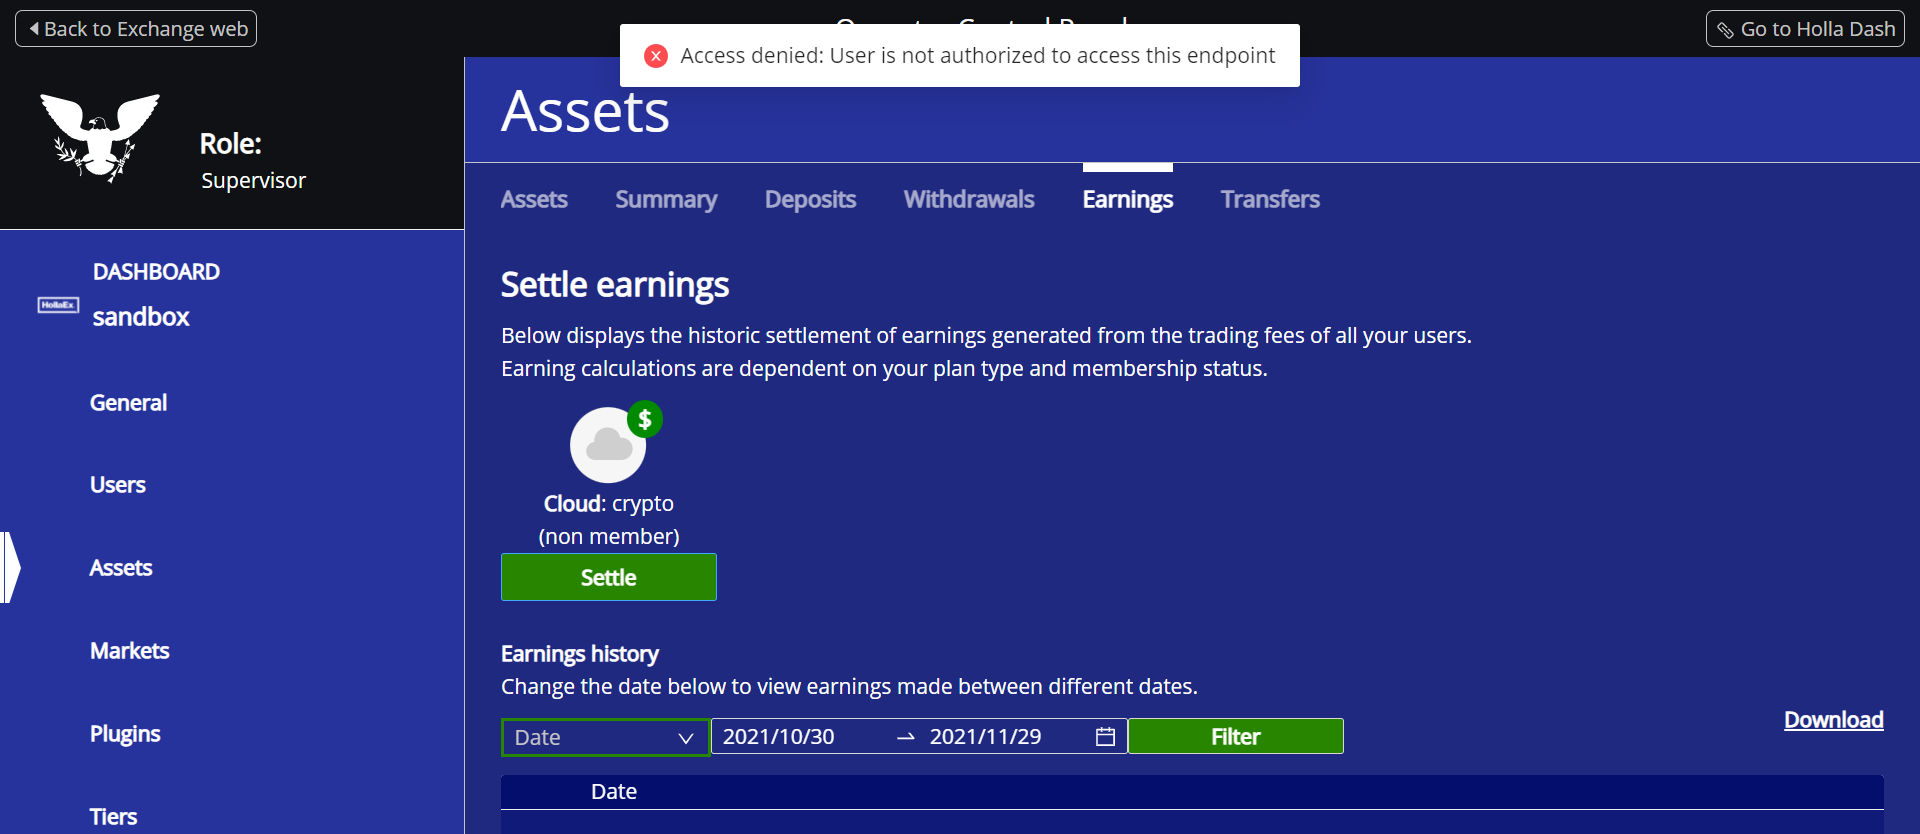 Back to Exchange web
Go to Holla Dash
Access denied: User is not authorized to access this endpoint
Role:
Supervisor
Assets
Assets Summary Deposits Withdrawals Earnings Transfers
DASHBOARD
HollaEx
sandbox
General
Users
Assets
Markets
Plugins
Tiers
Settle earnings
Below displays the historic settlement of earnings generated from the trading fees of all your users.
Earning calculations are dependent on your plan type and membership status.
$
Cloud: crypto
(non member)
Settle
Earnings history
Change the date below to view earnings made between different dates.
Date 2021/10/30 → 2021/11/29 Filter
Download
Date